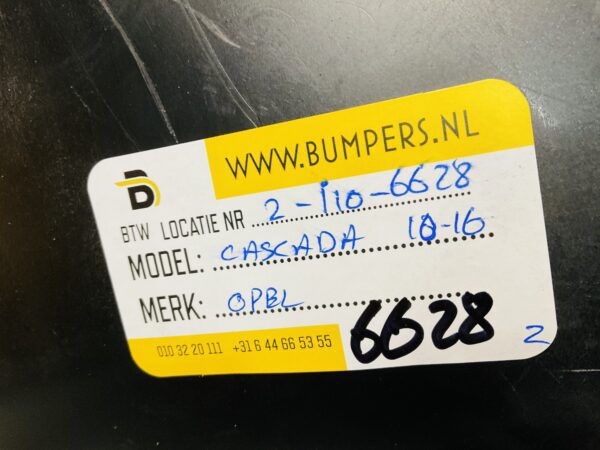 WWW.BUMPERS.NL
B
BTW LOCATIE NR 2-110-6628
MODEL: CASCADA 10-16
MERK: OPEL
010 32 20 111 +31 6 44 66 53 55 6628 2